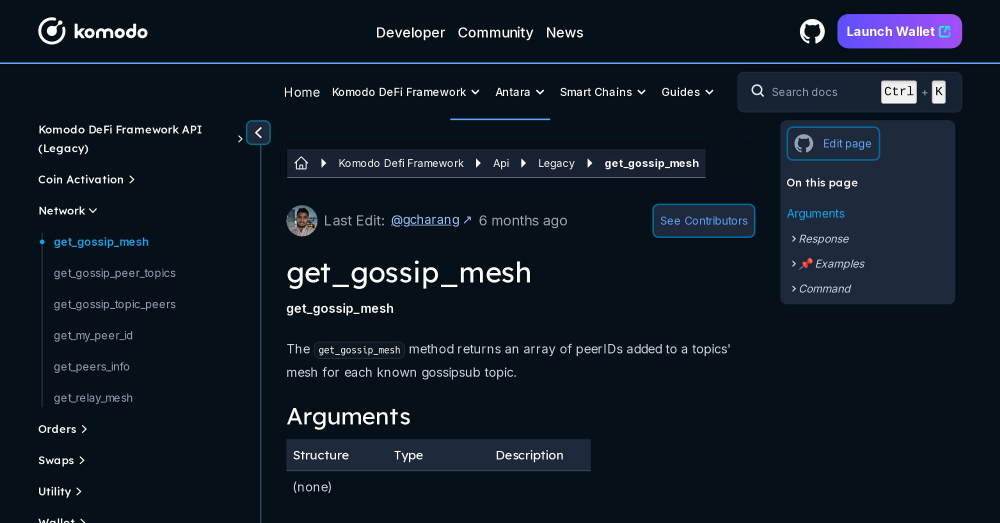 komodo
Developer Community News
Launch Wallet
Home Komodo DeFi Framework Antara Smart Chains Guides
Search docs Ctrl + K
Komodo DeFi Framework API
(Legacy)
Coin Activation
Network
get_gossip_mesh
get_gossip_peer_topics
get_gossip_topic_peers
get_my_peer_id
get_peers_info
get_relay_mesh
Orders
Swaps
Utility
Wallet
Komodo Defi Framework Api Legacy get_gossip_mesh
Last Edit: @gcharang ↗ 6 months ago
See Contributors
get_gossip_mesh
get_gossip_mesh
The get_gossip_mesh method returns an array of peerIDs added to a topics'
mesh for each known gossipsub topic.
Arguments
Structure Type Description
(none)
Edit page
On this page
Arguments
Response
📌 Examples
Command